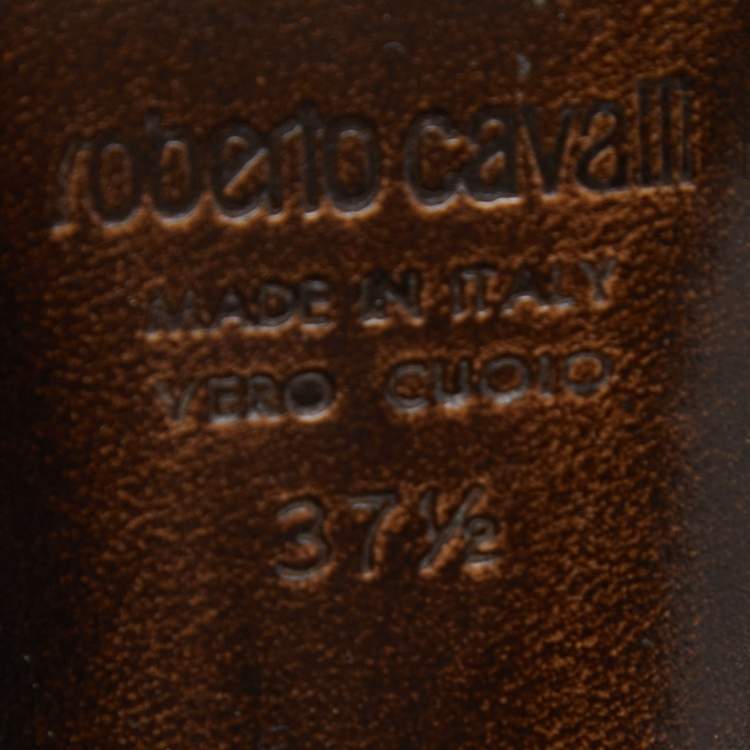 roberto cavalli
MADE IN ITALY
VERO CUOIO
37½